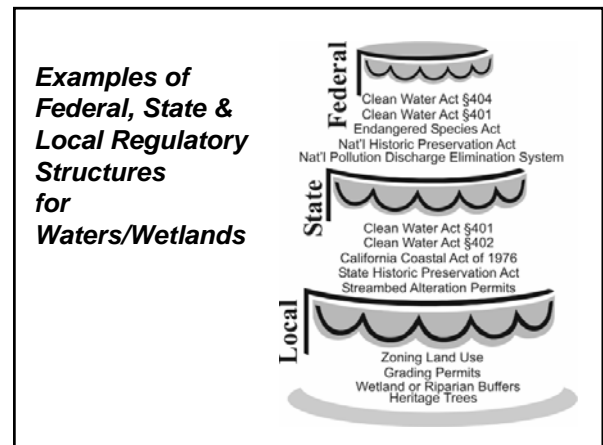 Examples of
Federal, State &
Local Regulatory
Structures
for
Waters/Wetlands
Federal
Clean Water Act §404
Clean Water Act §401
Endangered Species Act
Nat'l Historic Preservation Act
Nat'l Pollution Discharge Elimination System
State
Clean Water Act §401
Clean Water Act §402
California Coastal Act of 1976
State Historic Preservation Act
Streambed Alteration Permits
Local
Zoning Land Use
Grading Permits
Wetland or Riparian Buffers
Heritage Trees